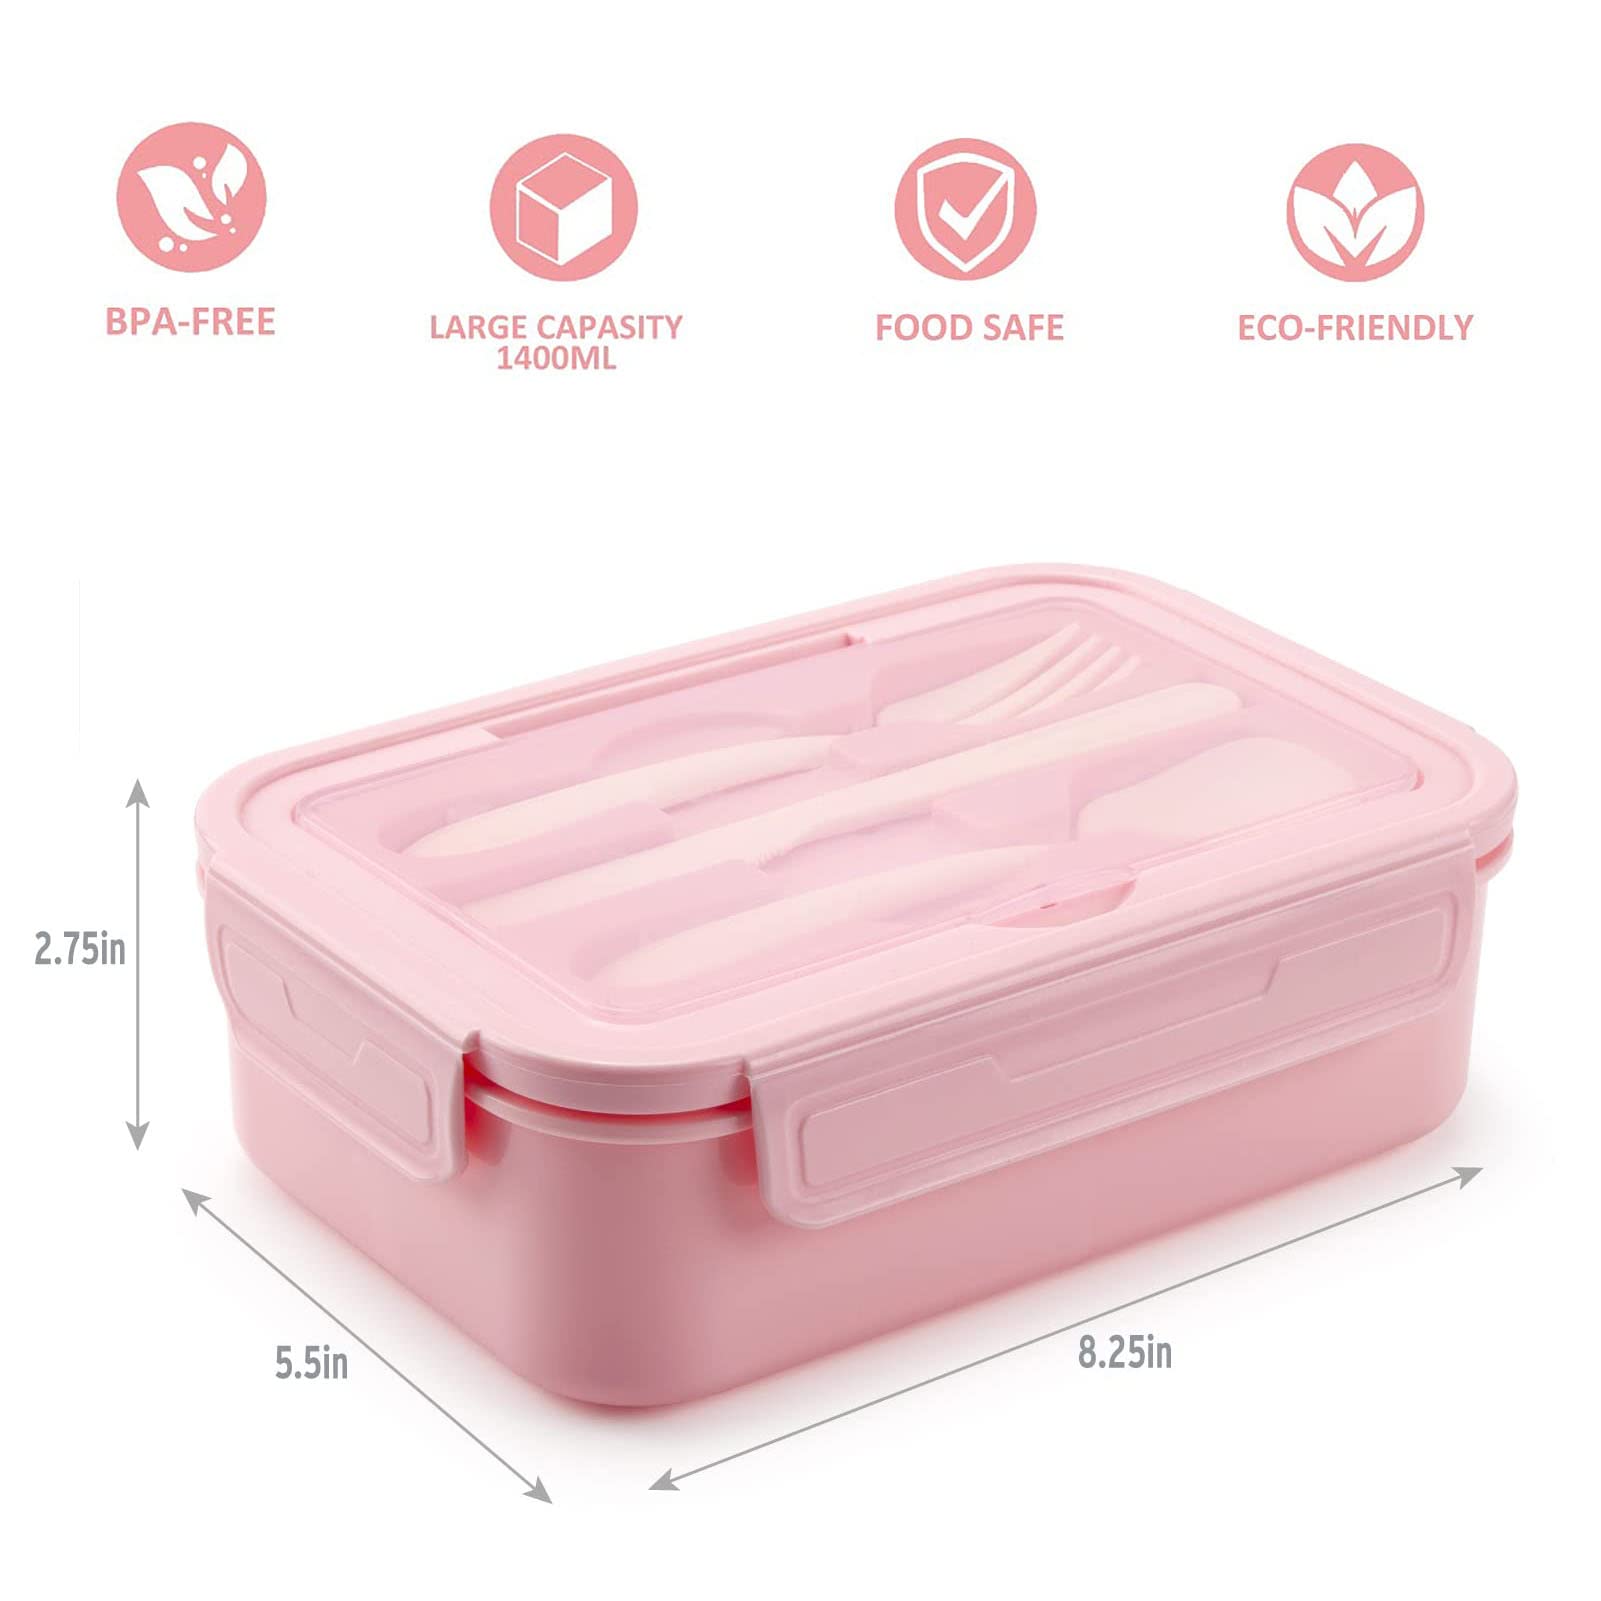 BPA-FREE
LARGE CAPASITY
1400ML
FOOD SAFE
ECO-FRIENDLY
2.75in
5.5in
8.25in